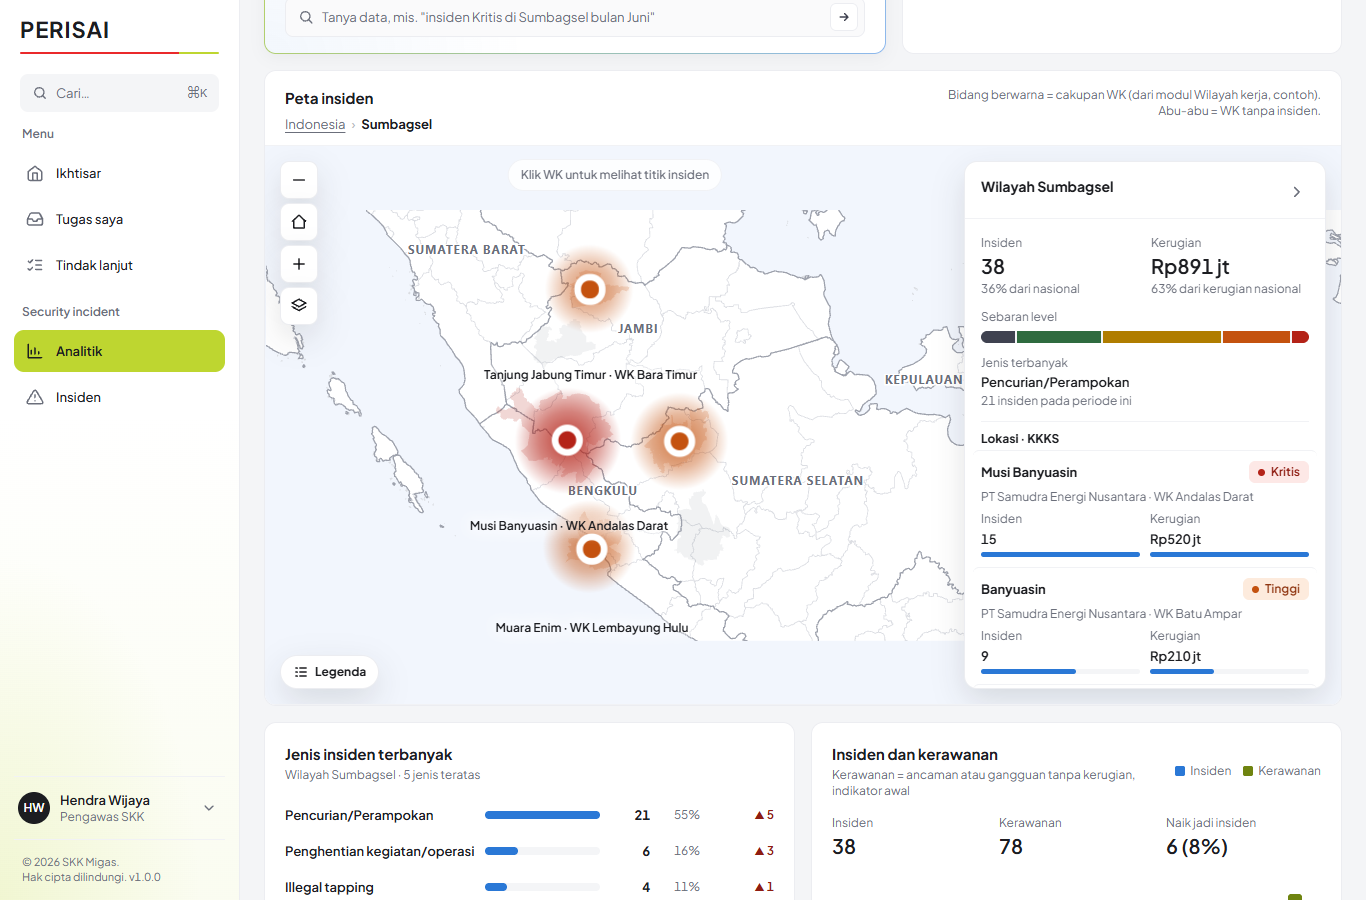 PERISAI
Cari...
⌘K
Menu
Ikhtisar
Tugas saya
Tindak lanjut
Security incident
Analitik
Insiden
HW
Hendra Wijaya
Pengawas SKK
© 2026 SKK Migas.
Hak cipta dilindungi. v1.0.0
Tanya data, mis. "insiden Kritis di Sumbagsel bulan Juni"
Peta insiden
Indonesia › Sumbagsel
Bidang berwarna = cakupan WK (dari modul Wilayah kerja, contoh).
Abu-abu = WK tanpa insiden.
Klik WK untuk melihat titik insiden
SUMATERA BARAT
JAMBI
Tanjung Jabung Timur · WK Bara Timur
KEPULAUAN
SUMATERA SELATAN
BENGKULU
Musi Banyuasin · WK Andalas Darat
Muara Enim · WK Lembayung Hulu
Legenda
Wilayah Sumbagsel
Insiden
Kerugian
38
Rp891 jt
36% dari nasional
63% dari kerugian nasional
Sebaran level
Jenis terbanyak
Pencurian/Perampokan
21 insiden pada periode ini
Lokasi · KKKS
Musi Banyuasin
Kritis
PT Samudra Energi Nusantara · WK Andalas Darat
Insiden
Kerugian
15
Rp520 jt
Banyuasin
Tinggi
PT Samudra Energi Nusantara · WK Batu Ampar
Insiden
Kerugian
9
Rp210 jt
Jenis insiden terbanyak
Wilayah Sumbagsel · 5 jenis teratas
Pencurian/Perampokan 21 55% ▲5
Penghentian kegiatan/operasi 6 16% ▲3
Illegal tapping 4 11% ▲1
Insiden dan kerawanan
Kerawanan = ancaman atau gangguan tanpa kerugian,
indikator awal
Insiden
Kerawanan
Insiden
Kerawanan
Naik jadi insiden
38
78
6 (8%)